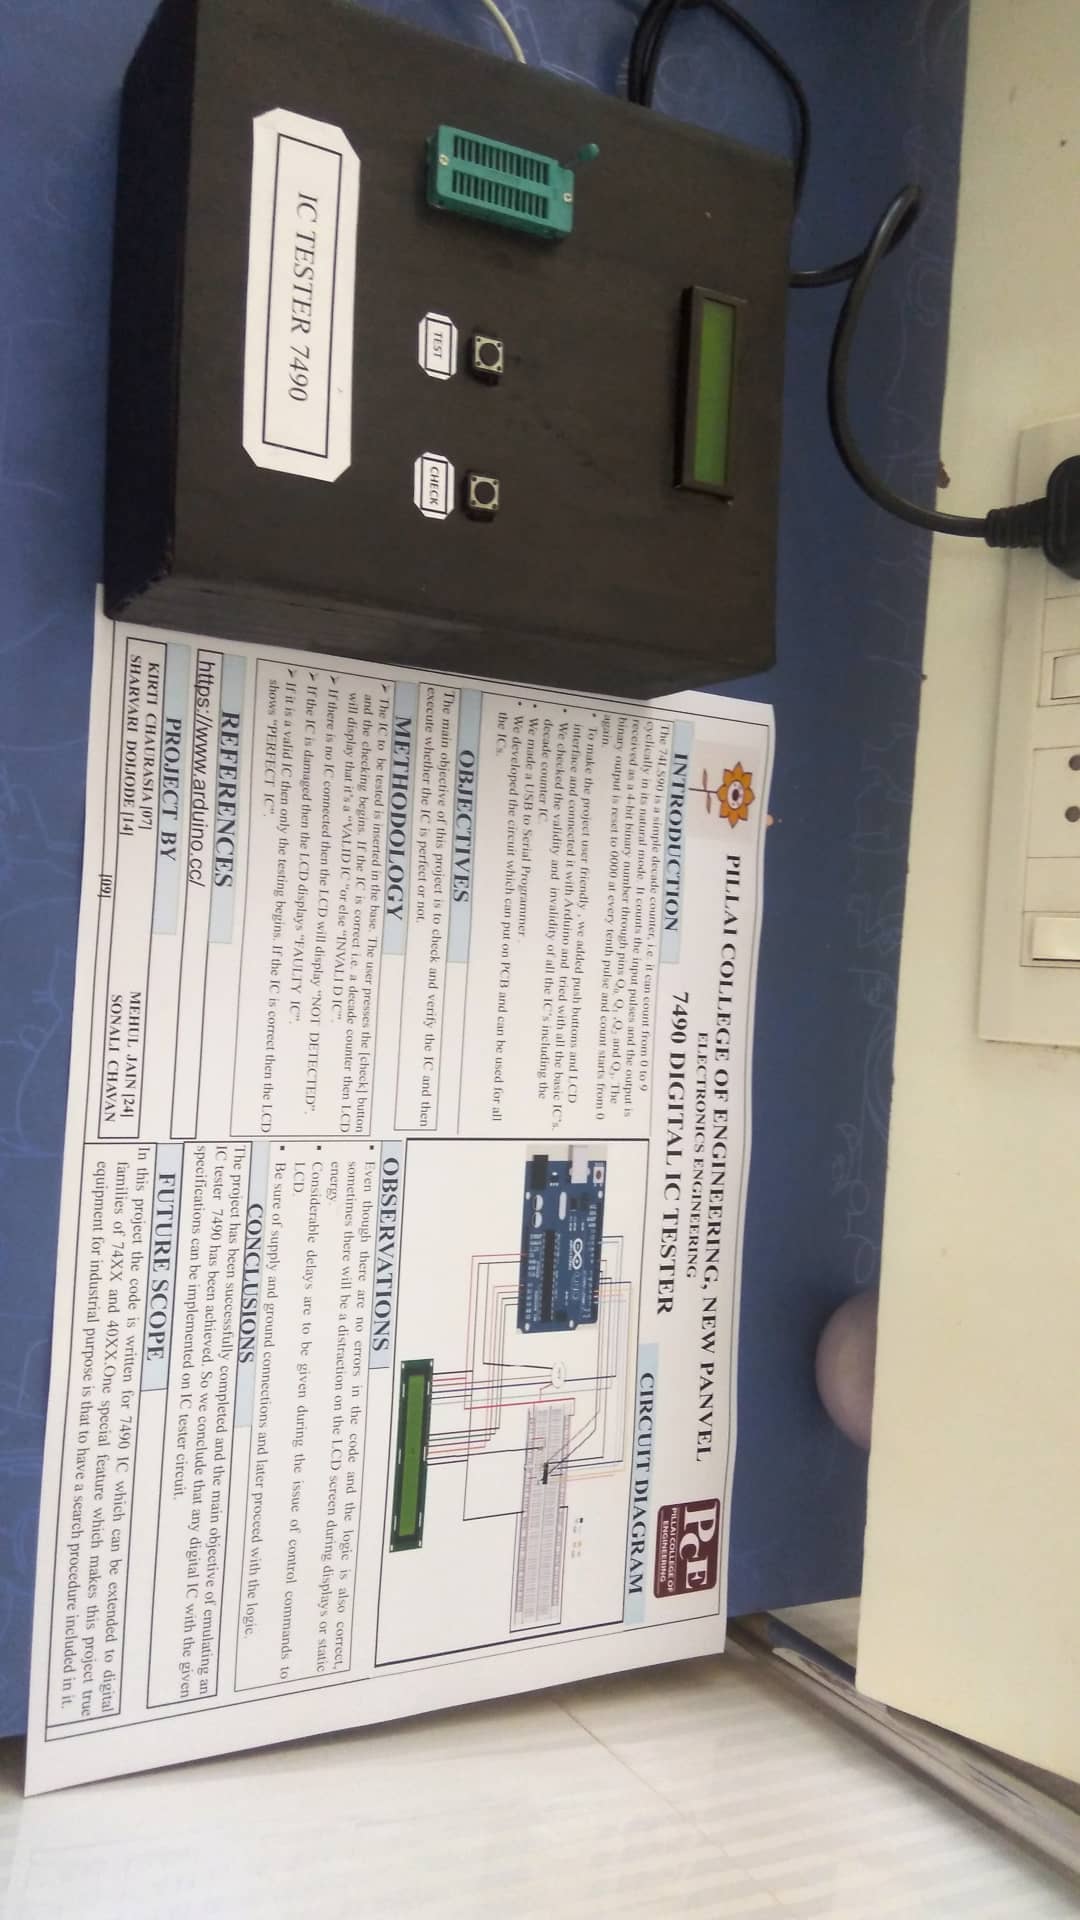 TEST
CHECK
IC TESTER 7490
PILLAI COLLEGE OF ENGINEERING, NEW PANVEL
ELECTRONICS ENGINEERING
7490 DIGITAL IC TESTER
PCE
PILLAI COLLEGE OF
ENGINEERING
INTRODUCTION
The 74LS90 is a simple decade counter, i.e. it can count from 0 to 9
cyclically in its natural mode. It counts the input pulses and the output is
received as a 4-bit binary number through pins Q0, Q1 ,Q2 and Q3. The
binary output is reset to 0000 at every tenth pulse and count starts from 0
again.
• To make the project user friendly , we added push buttons and LCD
interface and connected it with Arduino and tried with all the basic IC's.
• We checked the validity and invalidity of all the IC's including the
decade counter IC.
• We made a USB to Serial Programmer .
• We developed the circuit which can put on PCB and can be used for all
the ICs.
OBJECTIVES
The main objective of this project is to check and verify the IC and then
execute whether the IC is perfect or not.
METHODOLOGY
➢ The IC to be tested is inserted in the base. The user presses the [check] button
and the checking begins. If the IC is correct i.e. a decade counter then LCD
will display that it's a "VALID IC "or else "INVALI D IC".
➢ If there is no IC connected then the LCD will display "NOT DETECTED".
➢ If the IC is damaged then the LCD displays "FAULTY IC".
➢ If it is a valid IC then only the testing begins. If the IC is correct then the LCD
shows "PERFECT IC".
REFERENCES
https://www.arduino.cc/
PROJECT BY
KIRTI CHAURASIA [07]
SHARVARI DOIJODE [14]
MEHUL JAIN [24]
SONALI CHAVAN
[09]
CIRCUIT DIAGRAM
OBSERVATIONS
▪ Even though there are no errors in the code and the logic is also correct,
sometimes there will be a distraction on the LCD screen during displays or static
energy.
▪ Considerable delays are to be given during the issue of control commands to
LCD.
▪ Be sure of supply and ground connections and later proceed with the logic.
CONCLUSIONS
The project has been successfully completed and the main objective of emulating an
IC tester 7490 has been achieved. So we conclude that any digital IC with the given
specifications can be implemented on IC tester circuit.
FUTURE SCOPE
In this project the code is written for 7490 IC which can be extended to digital
families of 74XX and 40XX.One special feature which makes this project true
equipment for industrial purpose is that to have a search procedure included in it.